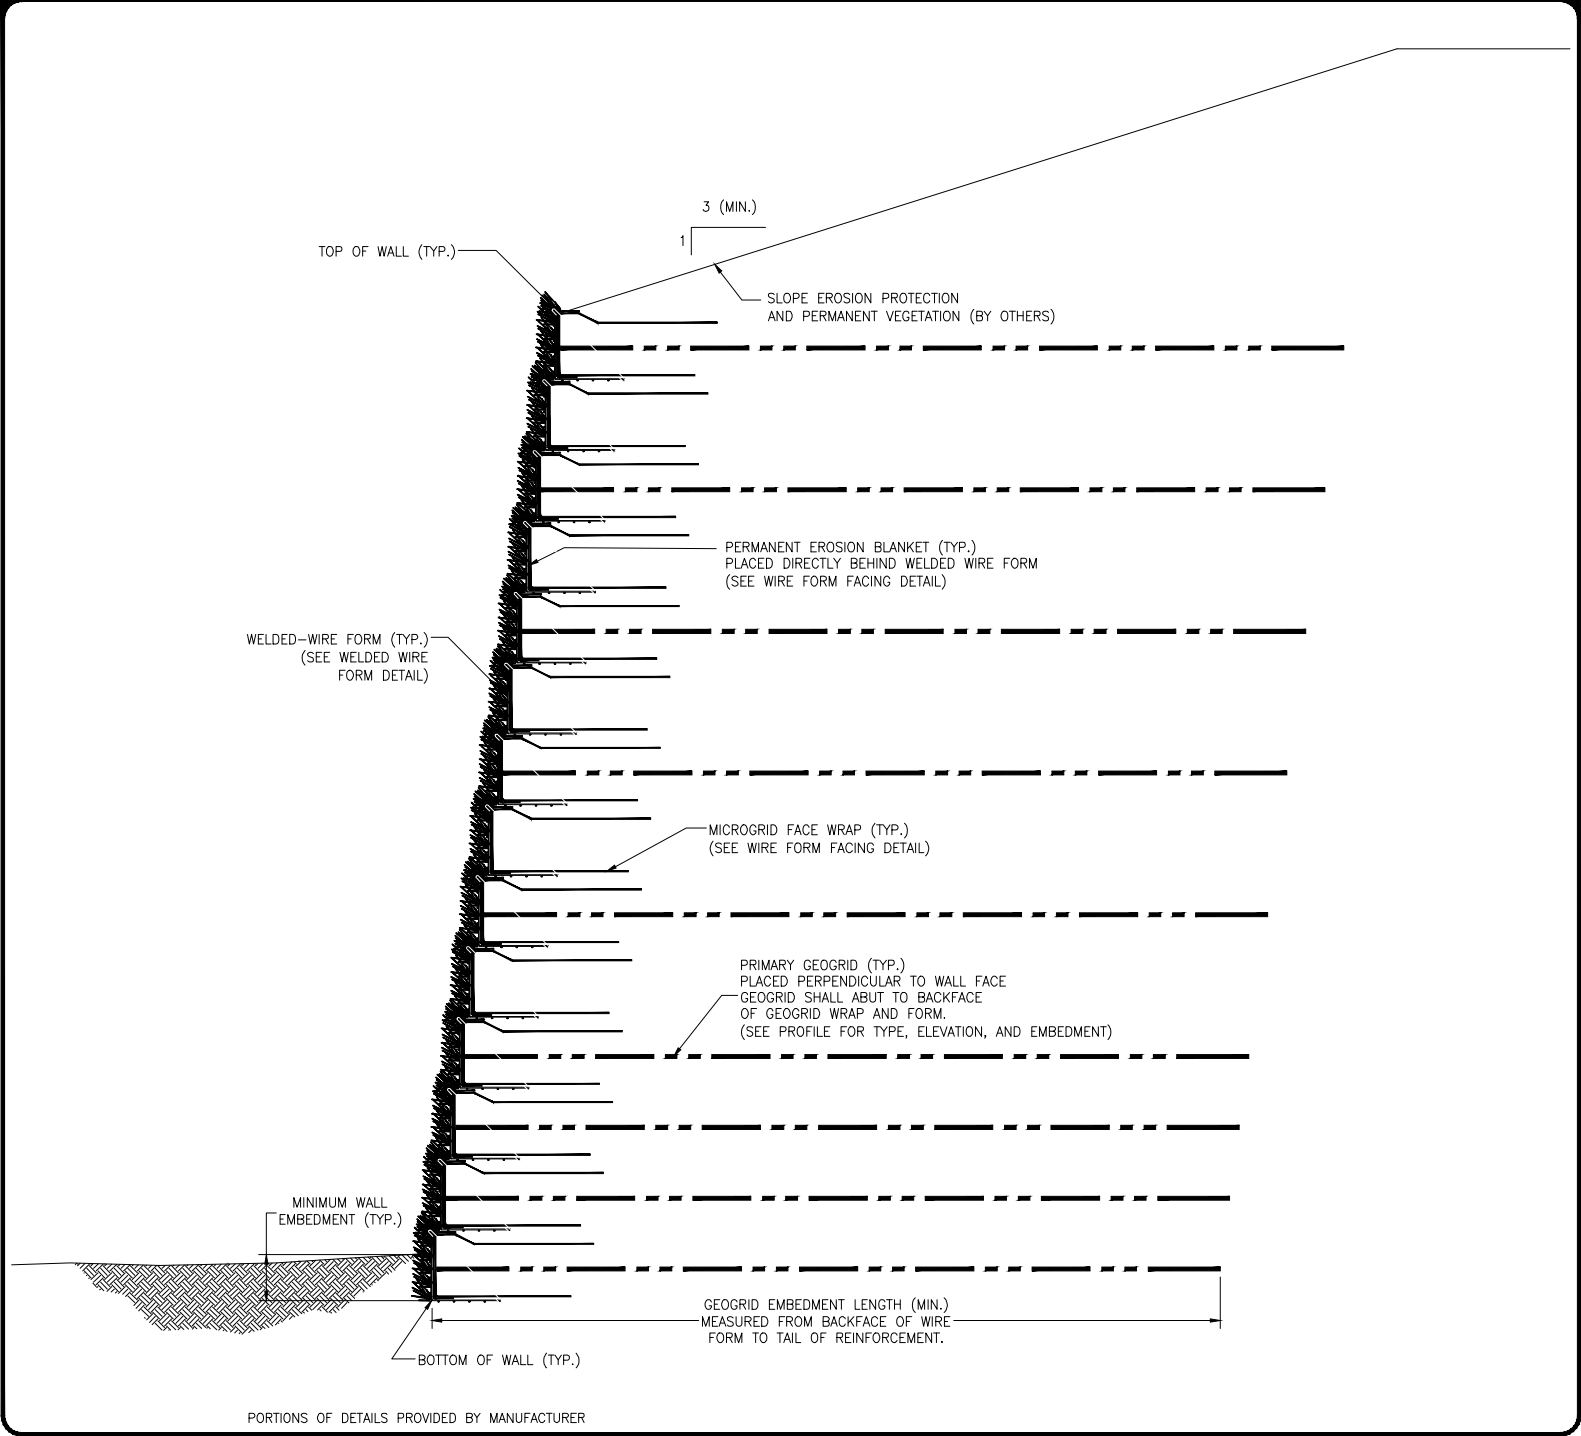 3 (MIN.)
1
TOP OF WALL (TYP.)
SLOPE EROSION PROTECTION
AND PERMANENT VEGETATION (BY OTHERS)
PERMANENT EROSION BLANKET (TYP.)
PLACED DIRECTLY BEHIND WELDED WIRE FORM
(SEE WIRE FORM FACING DETAIL)
WELDED-WIRE FORM (TYP.)
(SEE WELDED WIRE
FORM DETAIL)
MICROGRID FACE WRAP (TYP.)
(SEE WIRE FORM FACING DETAIL)
PRIMARY GEOGRID (TYP.)
PLACED PERPENDICULAR TO WALL FACE
GEOGRID SHALL ABUT TO BACKFACE
OF GEOGRID WRAP AND FORM.
(SEE PROFILE FOR TYPE, ELEVATION, AND EMBEDMENT)
MINIMUM WALL
EMBEDMENT (TYP.)
GEOGRID EMBEDMENT LENGTH (MIN.)
MEASURED FROM BACKFACE OF WIRE
FORM TO TAIL OF REINFORCEMENT.
BOTTOM OF WALL (TYP.)
PORTIONS OF DETAILS PROVIDED BY MANUFACTURER